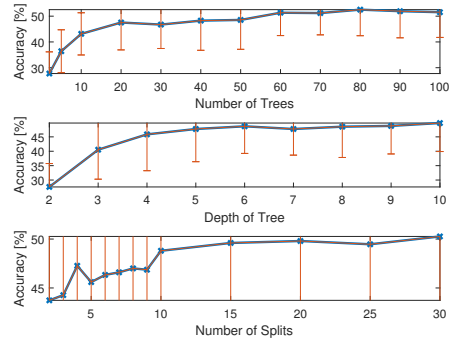 Accuracy [%]
50
30
10 20 30 40 50 60 70 80 90 100
Number of Trees
Accuracy [%]
45
40
35
30
2 3 4 5 6 7 8 9 10
Depth of Tree
Accuracy [%]
50
45
5 10 15 20 25 30
Number of Splits